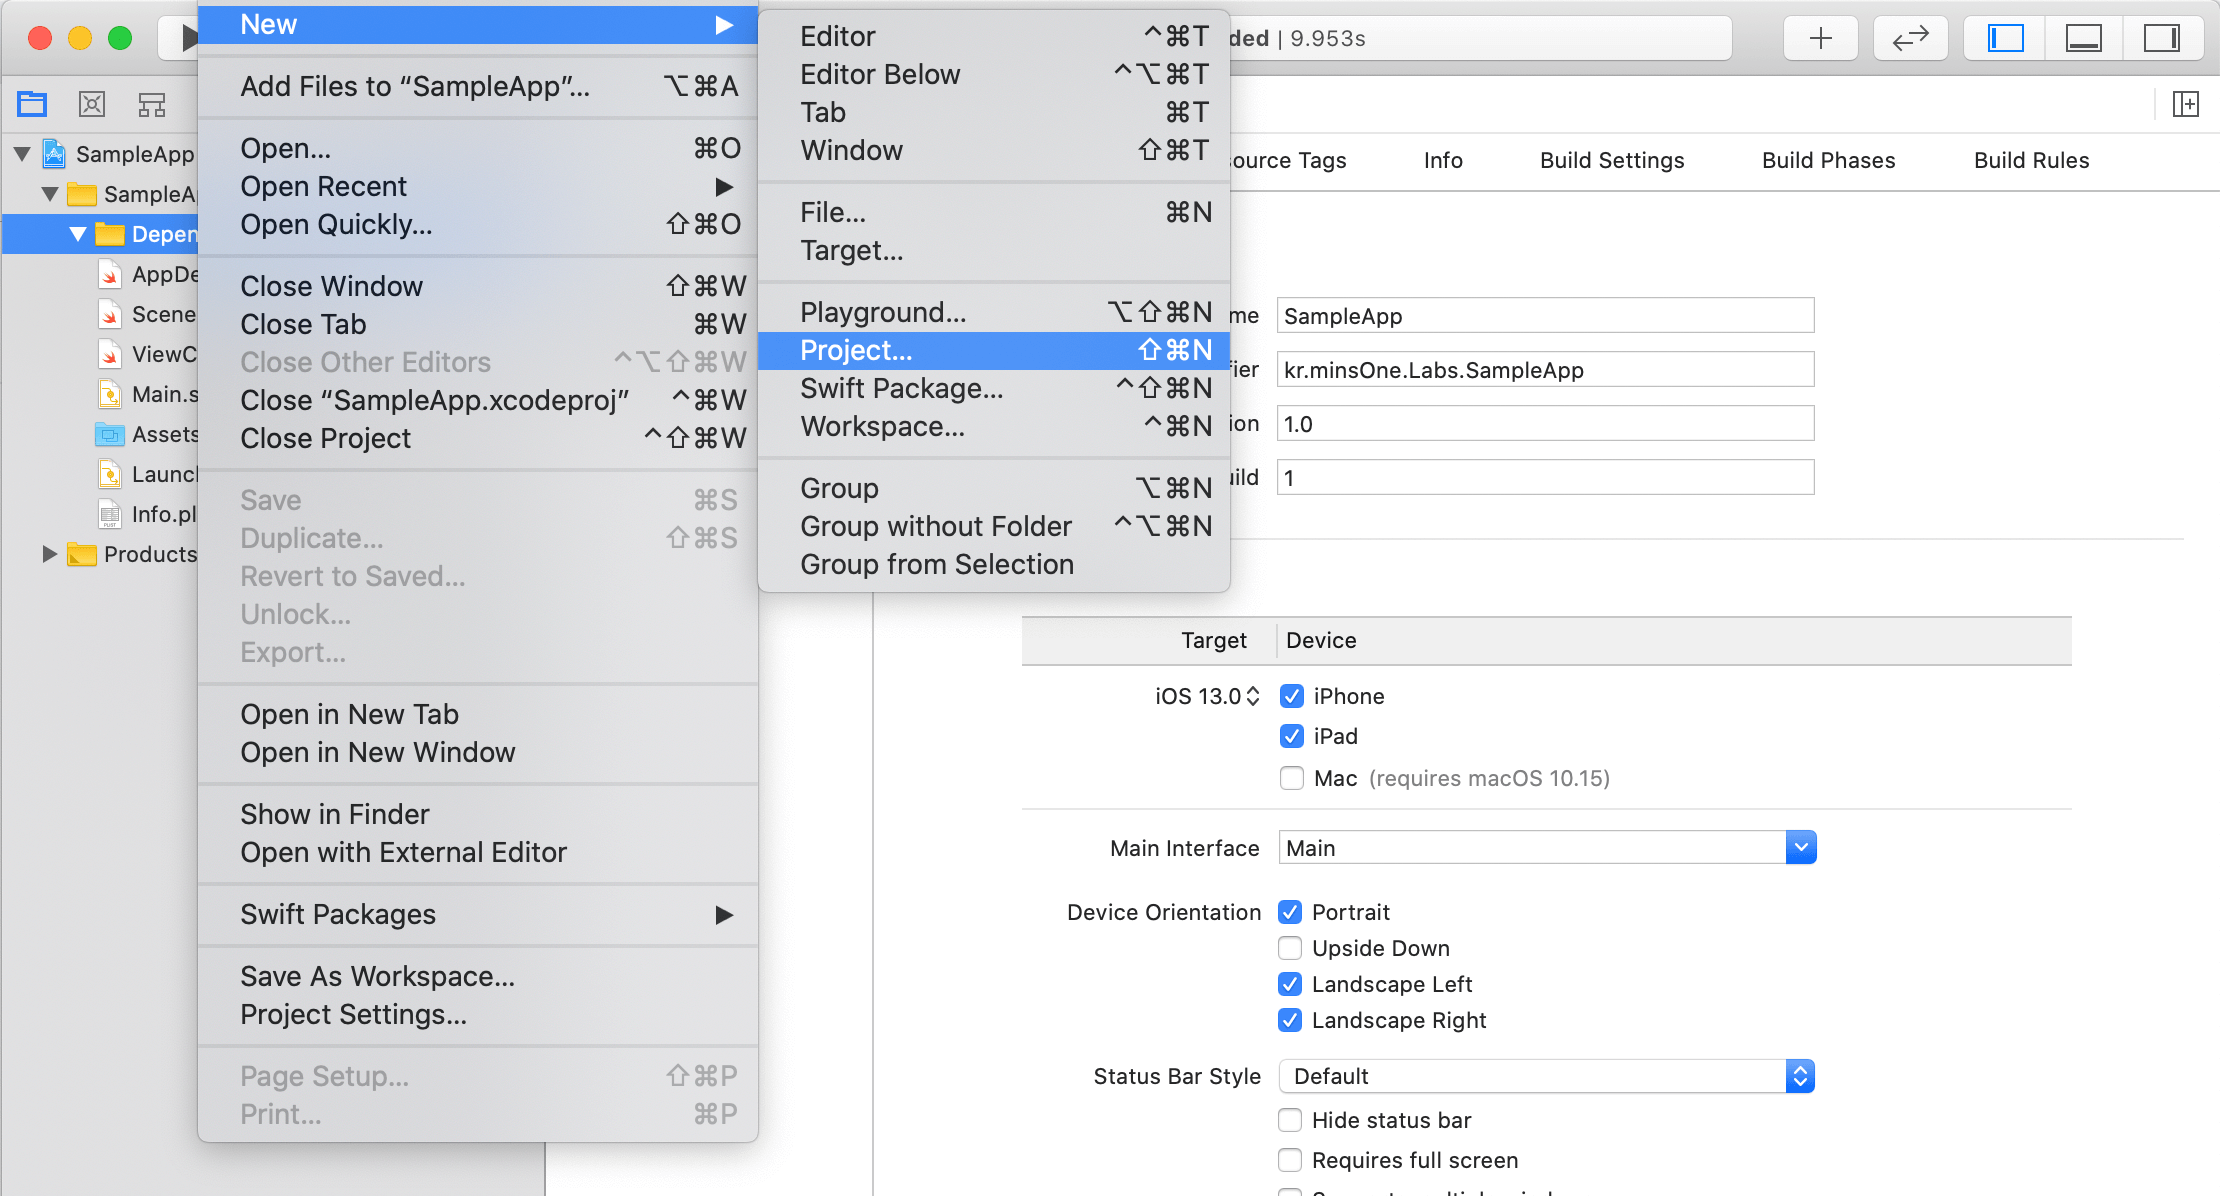 New ▶
Add Files to “SampleApp”... ⌥⌘A
Open... ⌘O
Open Recent ▶
Open Quickly... ⇧⌘O
Close Window ⇧⌘W
Close Tab ⌘W
Close Other Editors ^⌥⇧⌘W
Close “SampleApp.xcodeproj” ^⌘W
Close Project ^⇧⌘W
Save ⌘S
Duplicate... ⇧⌘S
Revert to Saved...
Unlock...
Export...
Open in New Tab
Open in New Window
Show in Finder
Open with External Editor
Swift Packages ▶
Save As Workspace...
Project Settings...
Page Setup... ⇧⌘P
Print... ⌘P
Editor ^⌘T
Editor Below ^⌥⌘T
Tab ⌘T
Window ⇧⌘T
File... ⌘N
Target...
Playground... ⌥⇧⌘N
Project... ⇧⌘N
Swift Package... ^⇧⌘N
Workspace... ^⌘N
Group ⌥⌘N
Group without Folder ^⌥⌘N
Group from Selection
ded | 9.953s
SampleApp
SampleAp
Depen
AppDe
Scene
ViewC
Main.s
Assets
Launc
Info.pl
Products
ource Tags Info Build Settings Build Phases Build Rules
me SampleApp
fier kr.minsOne.Labs.SampleApp
ion 1.0
ild 1
Target Device
iOS 13.0 iPhone
iPad
Mac (requires macOS 10.15)
Main Interface Main
Device Orientation Portrait
Upside Down
Landscape Left
Landscape Right
Status Bar Style Default
Hide status bar
Requires full screen